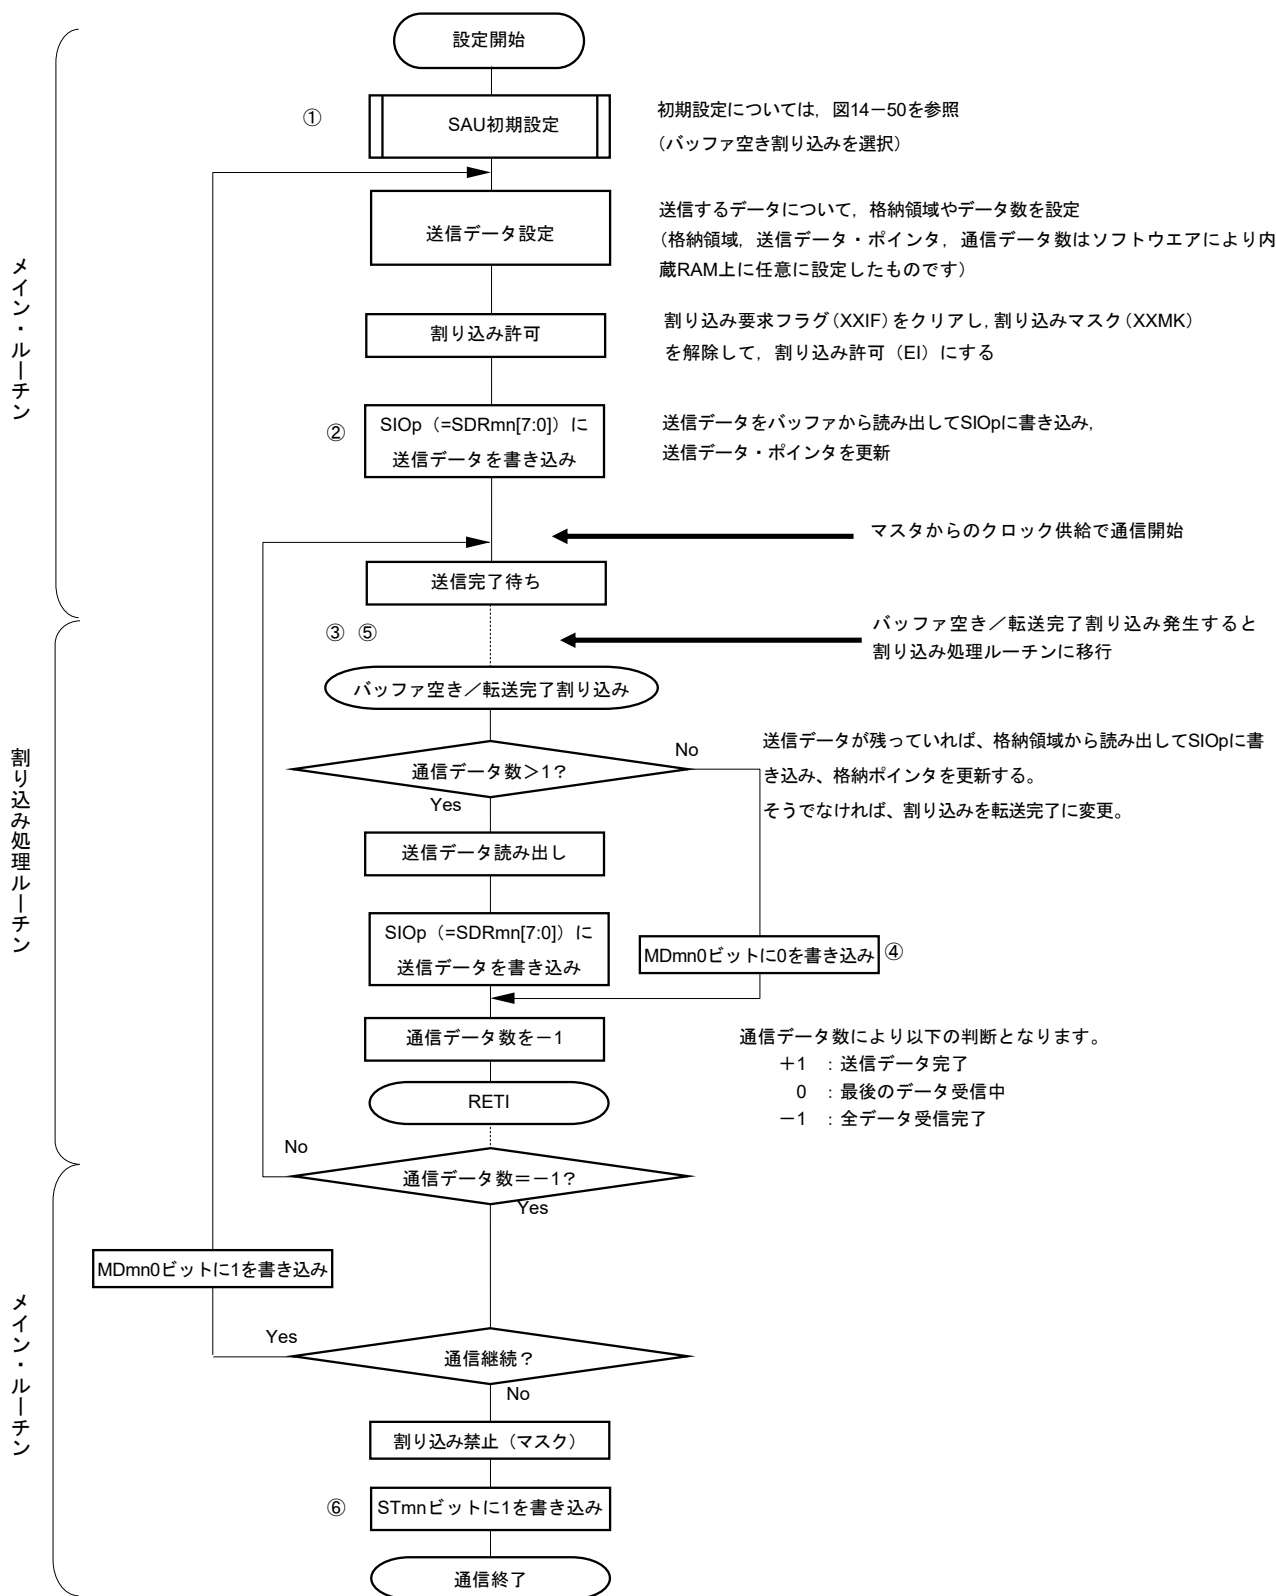 設定開始
①
SAU初期設定
初期設定については，図14－50を参照
（バッファ空き割り込みを選択）
送信データ設定
送信するデータについて，格納領域やデータ数を設定
（格納領域，送信データ・ポインタ，通信データ数はソフトウエアにより内
蔵RAM上に任意に設定したものです）
メイン・ルーチン
割り込み許可
割り込み要求フラグ（XXIF）をクリアし，割り込みマスク（XXMK）
を解除して，割り込み許可（EI）にする
②
SIOp（=SDRmn[7:0]）に
送信データを書き込み
送信データをバッファから読み出してSIOpに書き込み，
送信データ・ポインタを更新
マスタからのクロック供給で通信開始
送信完了待ち
③ ⑤
バッファ空き／転送完了割り込み発生すると
割り込み処理ルーチンに移行
バッファ空き／転送完了割り込み
割り込み処理ルーチン
通信データ数＞1？
No
Yes
送信データが残っていれば、格納領域から読み出してSIOpに書
き込み、格納ポインタを更新する。
そうでなければ、割り込みを転送完了に変更。
送信データ読み出し
SIOp（=SDRmn[7:0]）に
送信データを書き込み
MDmn0ビットに0を書き込み
④
通信データ数を－1
通信データ数により以下の判断となります。
＋1 ：送信データ完了
0 ：最後のデータ受信中
－1 ：全データ受信完了
RETI
No
通信データ数＝－1？
Yes
MDmn0ビットに1を書き込み
メイン・ルーチン
Yes
通信継続？
No
割り込み禁止（マスク）
⑥
STmnビットに1を書き込み
通信終了